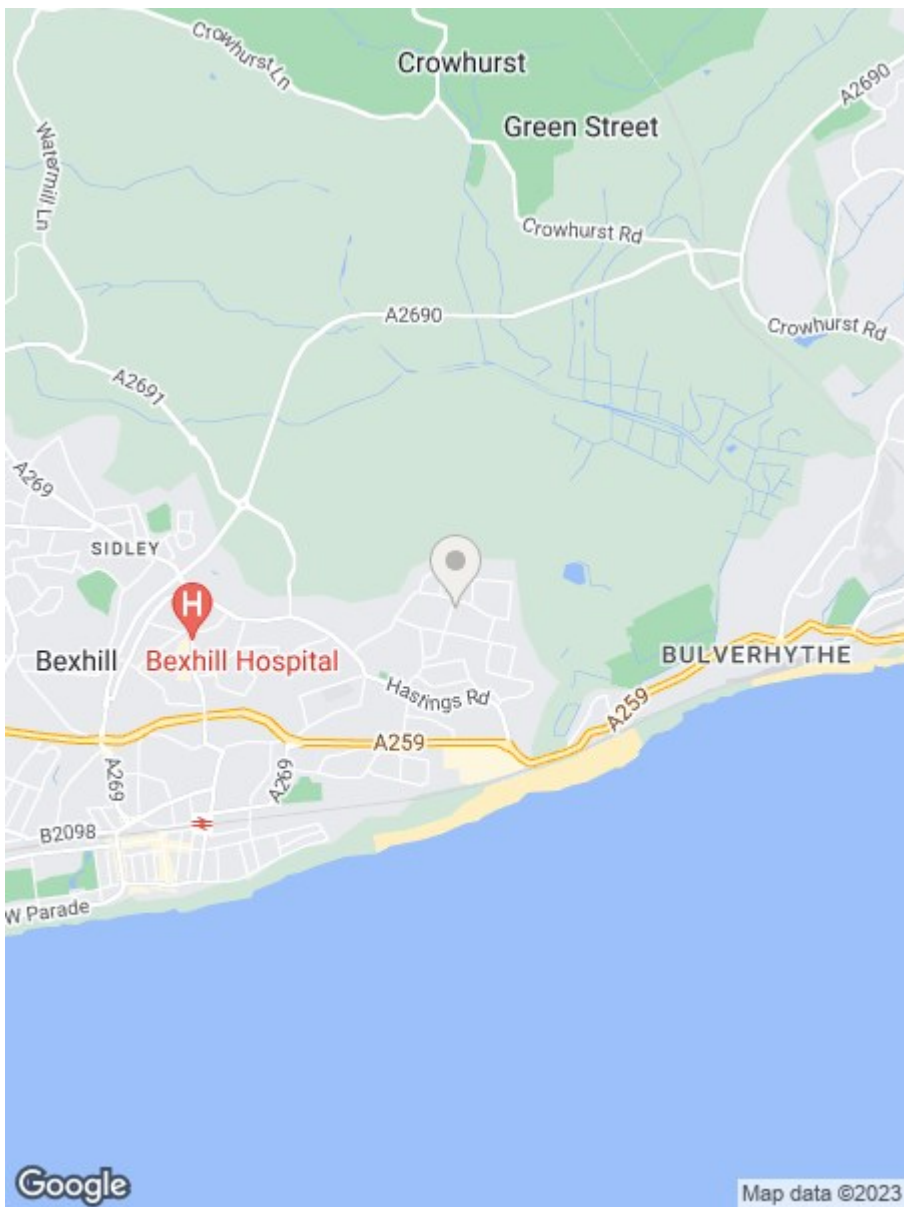 Crowhurst Ln
Crowhurst
A2690
Green Street
Watermill Ln
Crowhurst Rd
A2690
Crowhurst Rd
A2691
A269
SIDLEY
H
Bexhill
Bexhill Hospital
BULVERHYTHE
Hastings Rd
A259
A259
A269
A269
B2098
W Parade
Google
Map data ©2023